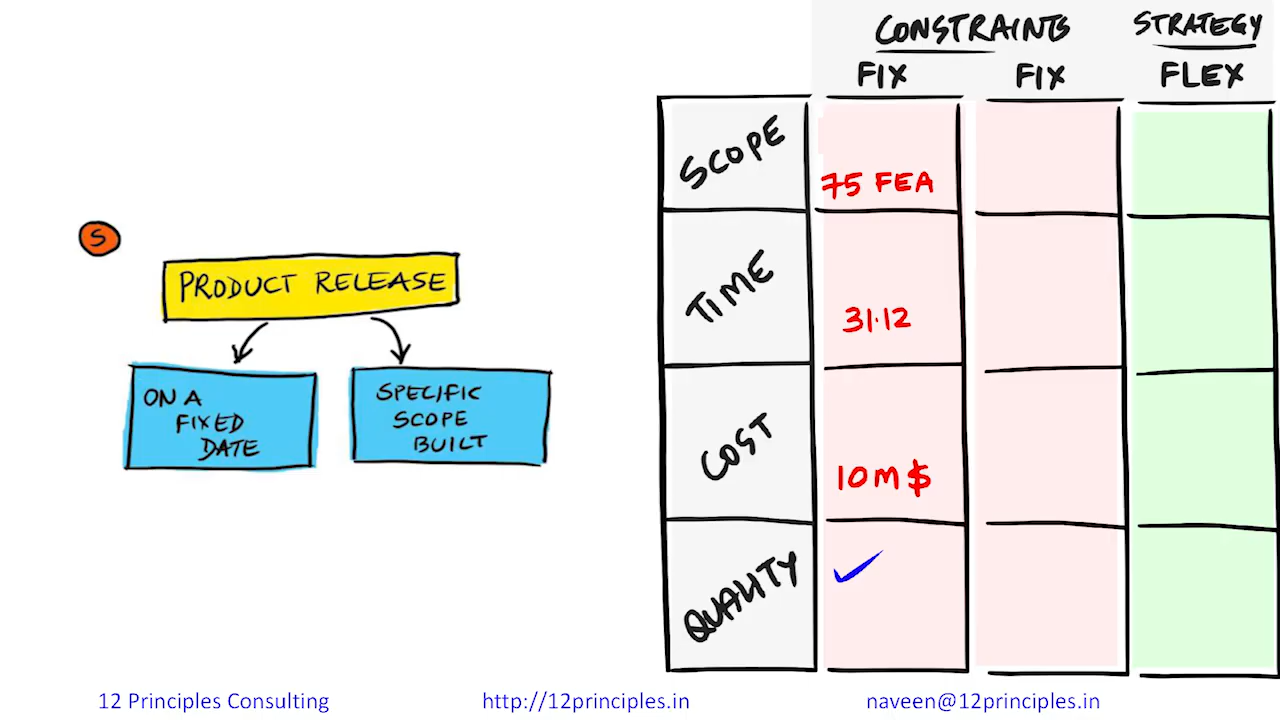 CONSTRAINTS
STRATEGY
FIX
FIX
FLEX
SCOPE
75 FEA
TIME
31.12
COST
10M $
QUALITY
S
PRODUCT RELEASE
ON A
FIXED
DATE
SPECIFIC
SCOPE
BUILT
12 Principles Consulting
http://12principles.in
naveen@12principles.in